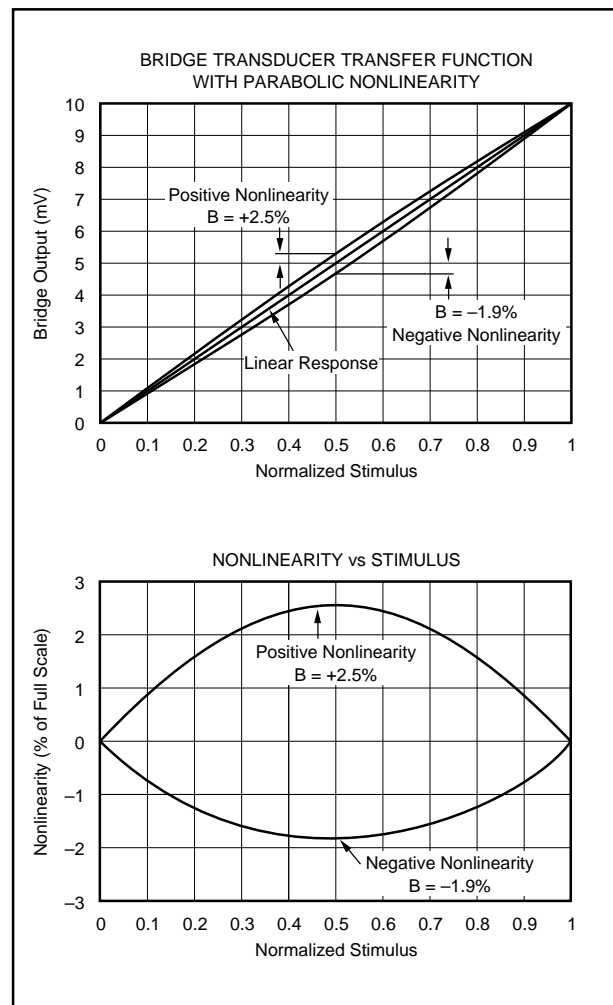 BRIDGE TRANSDUCER TRANSFER FUNCTION
WITH PARABOLIC NONLINEARITY
10
9
8
7
6
5
4
3
2
1
0
Bridge Output (mV)
Positive Nonlinearity
B = +2.5%
B = –1.9%
Negative Nonlinearity
Linear Response
0 0.1 0.2 0.3 0.4 0.5 0.6 0.7 0.8 0.9 1
Normalized Stimulus
NONLINEARITY vs STIMULUS
3
2
1
0
–1
–2
–3
Nonlinearity (% of Full Scale)
Positive Nonlinearity
B = +2.5%
Negative Nonlinearity
B = –1.9%
0 0.1 0.2 0.3 0.4 0.5 0.6 0.7 0.8 0.9 1
Normalized Stimulus